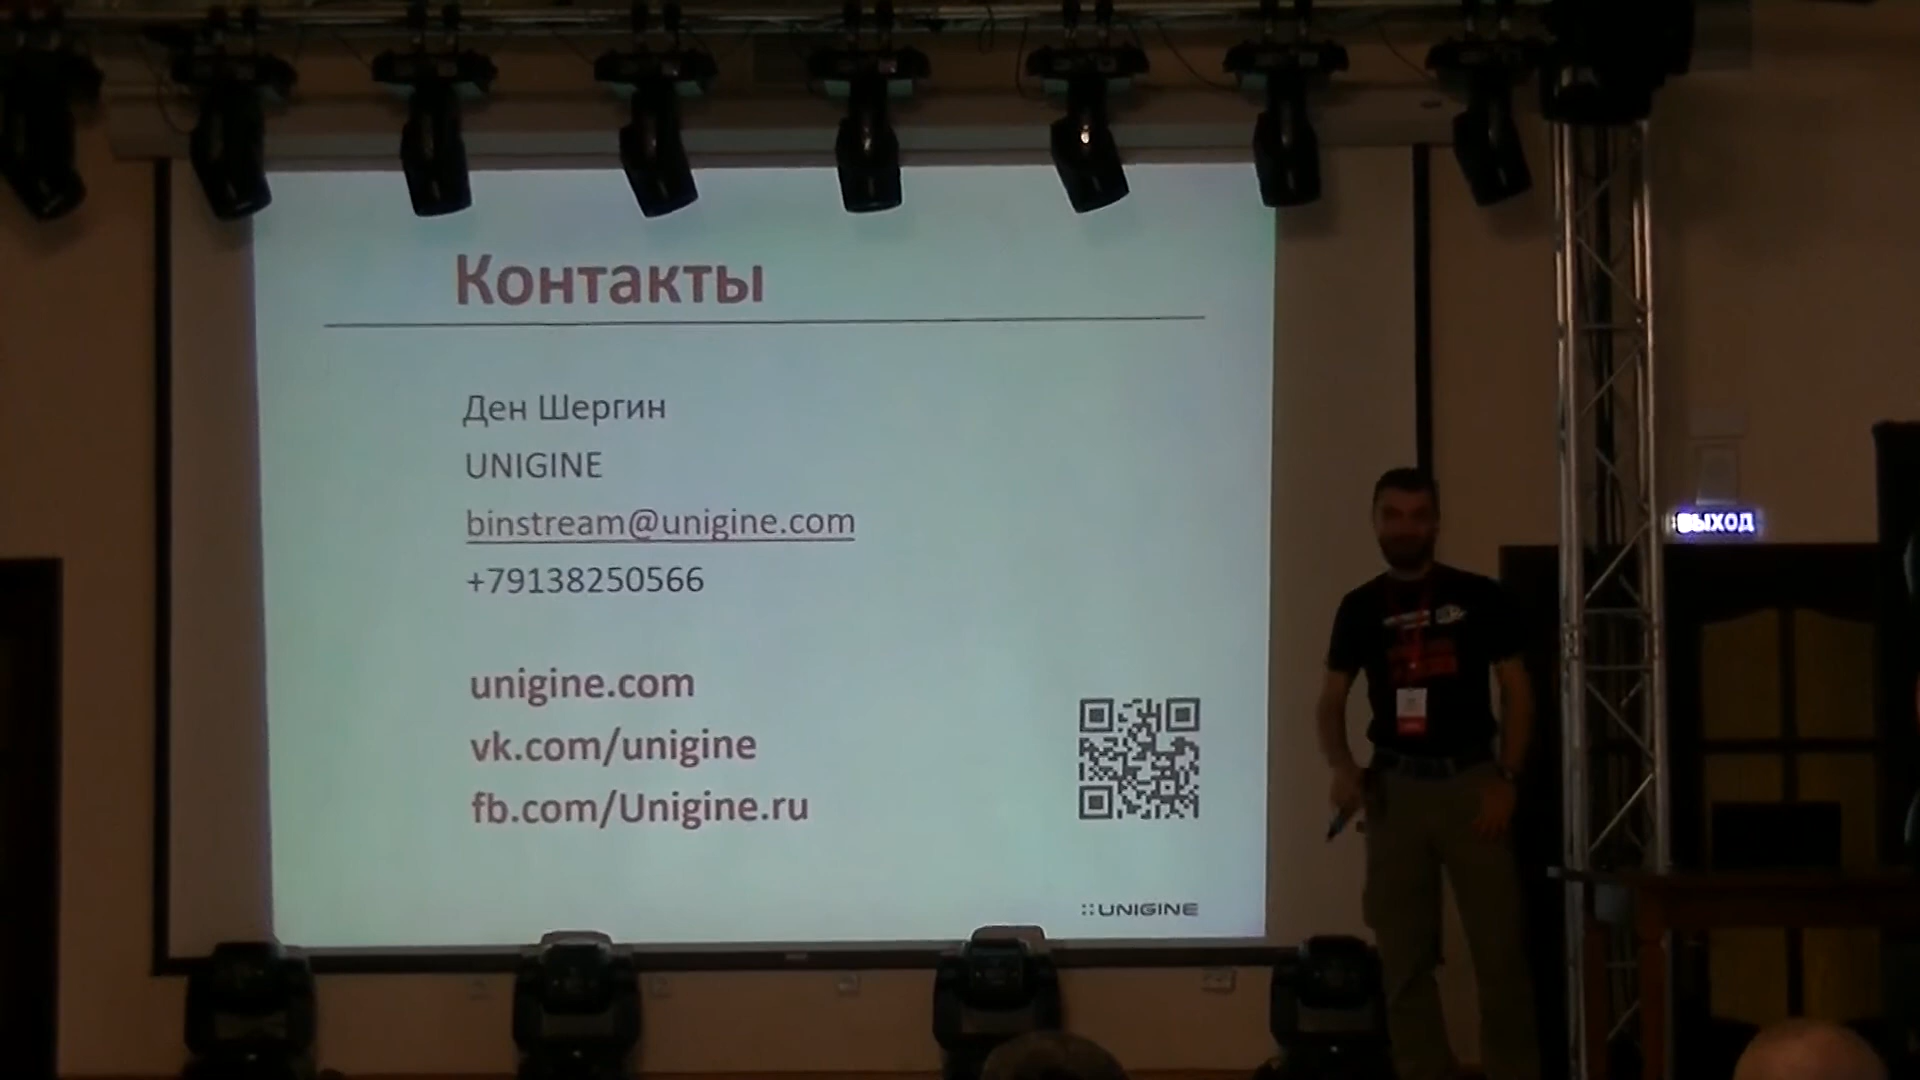 Контакты
Ден Шергин
UNIGINE
binstream@unigine.com
+79138250566
unigine.com
vk.com/unigine
fb.com/Unigine.ru
UNIGINE
ВЫХОД